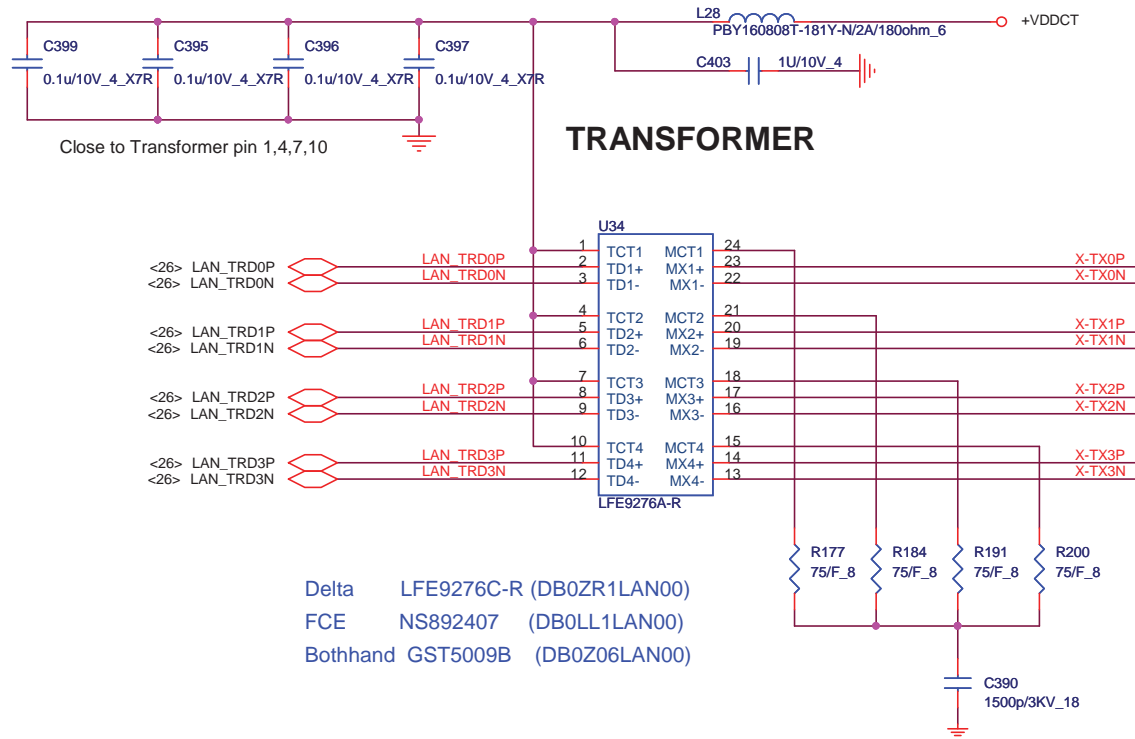 L28
PBY160808T-181Y-N/2A/180ohm_6
+VDDCT
C399
0.1u/10V_4_X7R
C395
0.1u/10V_4_X7R
C396
0.1u/10V_4_X7R
C397
0.1u/10V_4_X7R
C403
1U/10V_4
Close to Transformer pin 1,4,7,10
TRANSFORMER
U34
1 TCT1 MCT1 24
<26> LAN_TRD0P LAN_TRD0P 2 TD1+ MX1+ 23 X-TX0P
<26> LAN_TRD0N LAN_TRD0N 3 TD1- MX1- 22 X-TX0N
4 TCT2 MCT2 21
<26> LAN_TRD1P LAN_TRD1P 5 TD2+ MX2+ 20 X-TX1P
<26> LAN_TRD1N LAN_TRD1N 6 TD2- MX2- 19 X-TX1N
7 TCT3 MCT3 18
<26> LAN_TRD2P LAN_TRD2P 8 TD3+ MX3+ 17 X-TX2P
<26> LAN_TRD2N LAN_TRD2N 9 TD3- MX3- 16 X-TX2N
10 TCT4 MCT4 15
<26> LAN_TRD3P LAN_TRD3P 11 TD4+ MX4+ 14 X-TX3P
<26> LAN_TRD3N LAN_TRD3N 12 TD4- MX4- 13 X-TX3N
LFE9276A-R
R177
75/F_8
R184
75/F_8
R191
75/F_8
R200
75/F_8
Delta LFE9276C-R (DB0ZR1LAN00)
FCE NS892407 (DB0LL1LAN00)
Bothhand GST5009B (DB0Z06LAN00)
C390
1500p/3KV_18